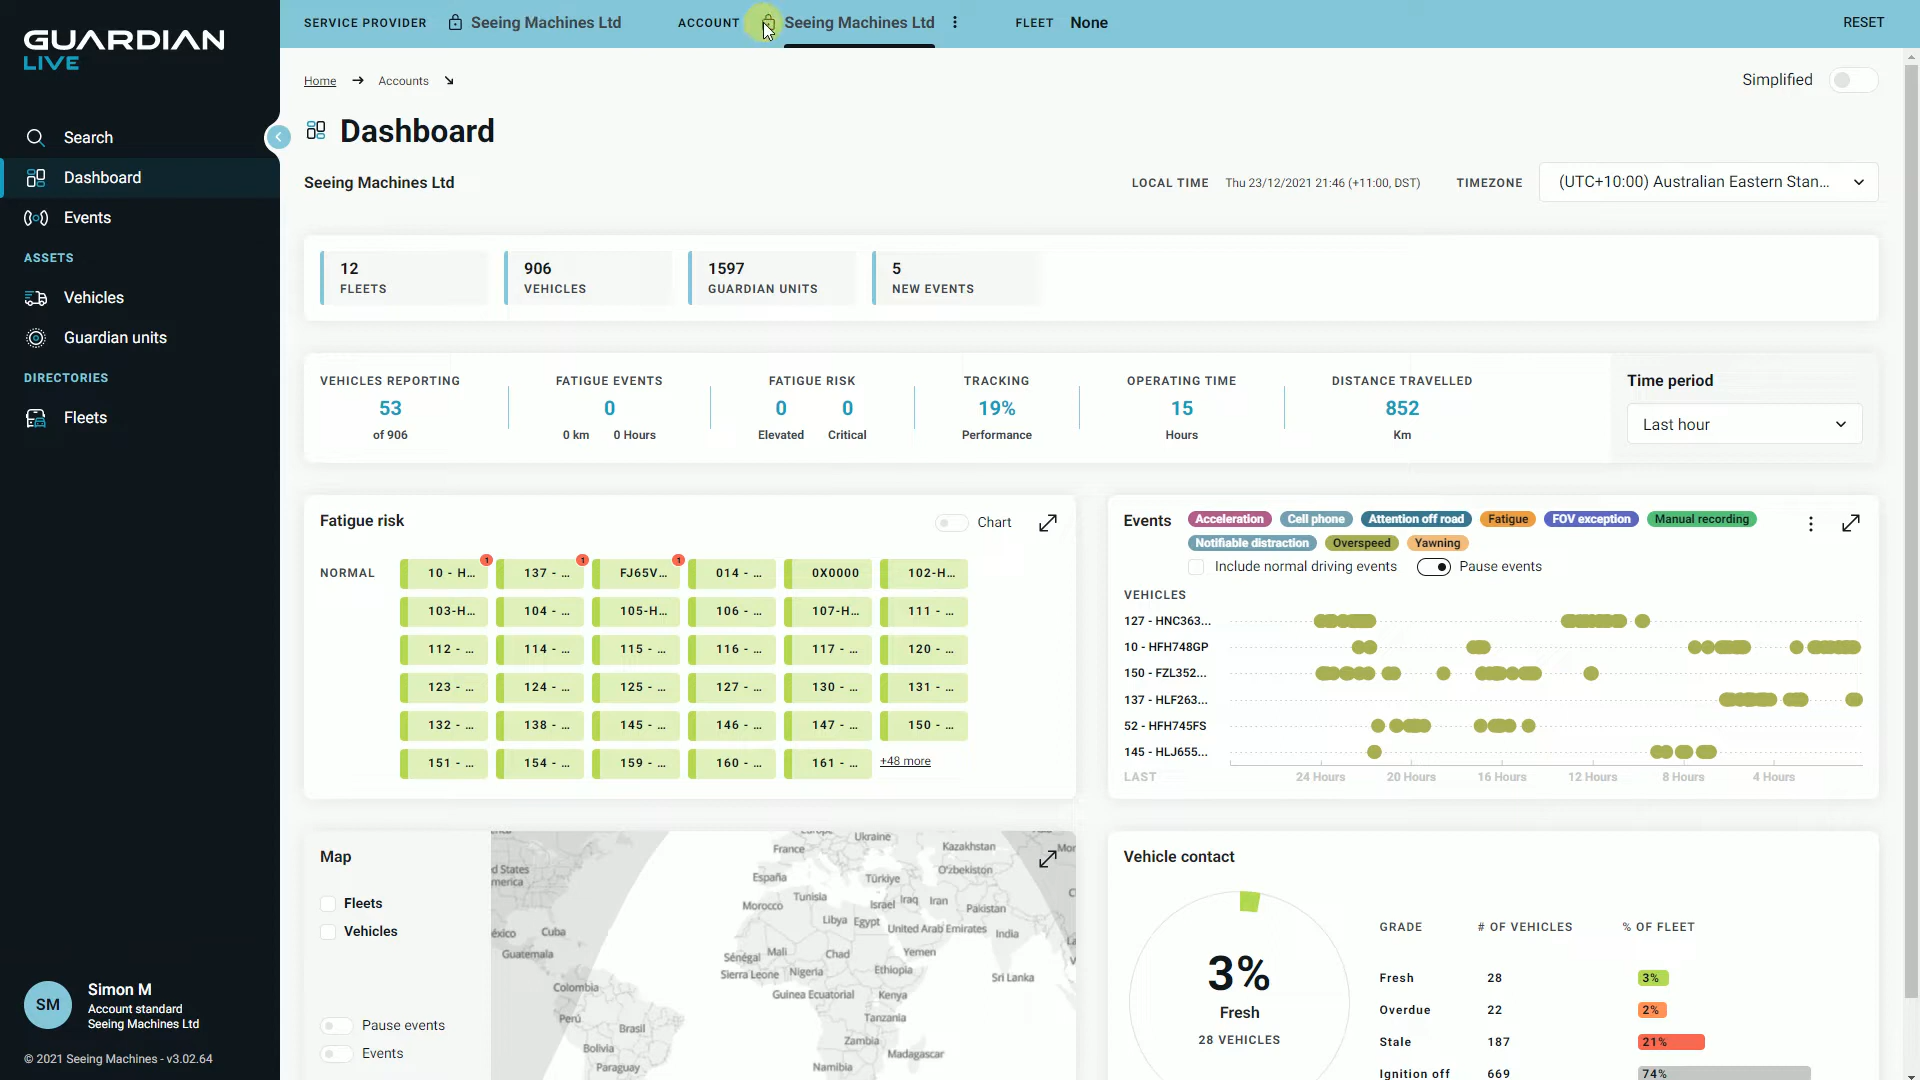 GUARDIAN
LIVE
Search
Dashboard
Events
ASSETS
Vehicles
Guardian units
DIRECTORIES
Fleets
SM
Simon M
Account standard
Seeing Machines Ltd
© 2021 Seeing Machines - v3.02.64
SERVICE PROVIDER Seeing Machines Ltd ACCOUNT Seeing Machines Ltd FLEET None RESET
Home → Accounts
Simplified
Dashboard
Seeing Machines Ltd
LOCAL TIME Thu 23/12/2021 21:46 (+11:00, DST) TIMEZONE (UTC+10:00) Australian Eastern Stan...
12 906 1597 5
FLEETS VEHICLES GUARDIAN UNITS NEW EVENTS
VEHICLES REPORTING FATIGUE EVENTS FATIGUE RISK TRACKING OPERATING TIME DISTANCE TRAVELLED
53 0 0 0 19% 15 852
of 906 0 km 0 Hours Elevated Critical Performance Hours Km
Time period
Last hour
Fatigue risk
Chart
1 1 1
NORMAL 10 - H... 137 - ... FJ65V... 014 - ... 0X0000 102-H...
103-H... 104 - ... 105-H... 106 - ... 107-H... 111 - ...
112 - ... 114 - ... 115 - ... 116 - ... 117 - ... 120 - ...
123 - ... 124 - ... 125 - ... 127 - ... 130 - ... 131 - ...
132 - ... 138 - ... 145 - ... 146 - ... 147 - ... 150 - ...
151 - ... 154 - ... 159 - ... 160 - ... 161 - ... +48 more
Events
Acceleration Cell phone Attention off road Fatigue FOV exception Manual recording
Notifiable distraction Overspeed Yawning
Include normal driving events Pause events
VEHICLES
127 - HNC363...
10 - HFH748GP
150 - FZL352...
137 - HLF263...
52 - HFH745FS
145 - HLJ655...
LAST 24 Hours 20 Hours 16 Hours 12 Hours 8 Hours 4 Hours
Map
Fleets
Vehicles
Pause events
Events
Ukraine
France
Kazakhstan
O'zbekiston
España
Türkiye
Tunisia
Morocco
Israel
Iraq
Iran
Pakistan
Libya
Egypt
United Arab Emirates
India
Cuba
Guatemala
Mali
Chad
Yemen
Sénégal
Sierra Leone
Nigeria
Ethiopia
Sri Lanka
Colombia
Guinea Ecuatorial
Kenya
Tanzania
Perú
Brasil
Zambia
Bolivia
Madagascar
Paraguay
Namibia
Vehicle contact
3%
Fresh
28 VEHICLES
GRADE # OF VEHICLES % OF FLEET
Fresh 28 3%
Overdue 22 2%
Stale 187 21%
Ignition off 669 74%